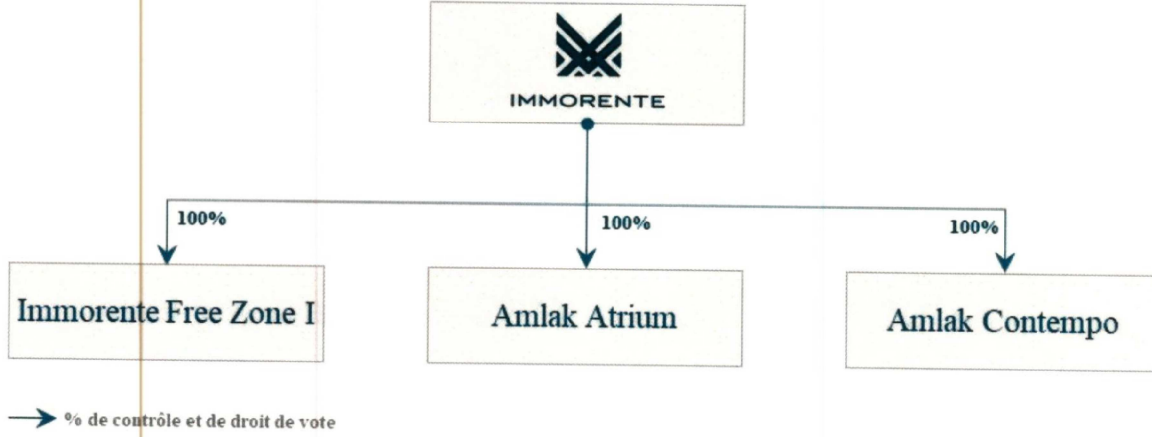 IMMORENTE
100%
100%
100%
Immorente Free Zone I
Amlak Atrium
Amlak Contempo
% de contrôle et de droit de vote